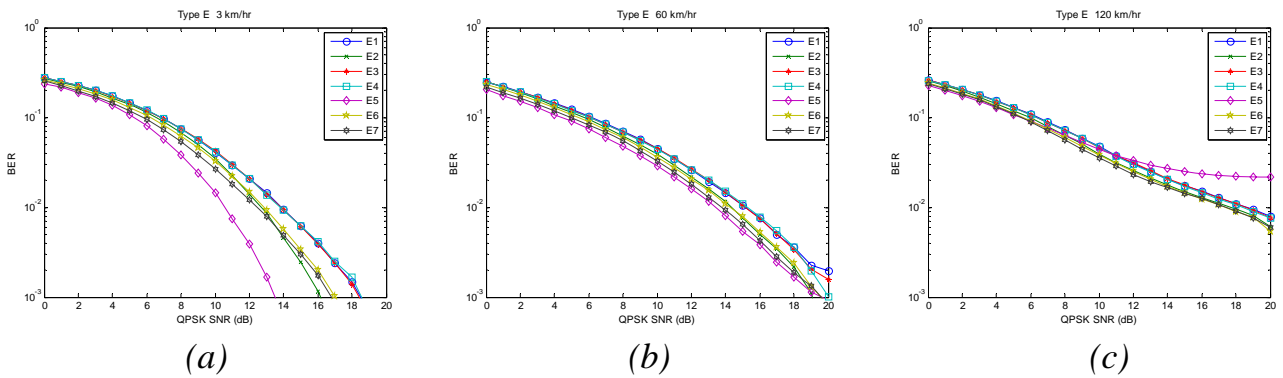 Type E 3 km/hr
10^0
10^-1
10^-2
10^-3
BER
0 2 4 6 8 10 12 14 16 18 20
QPSK SNR (dB)
E1
E2
E3
E4
E5
E6
E7
(a)
Type E 60 km/hr
10^0
10^-1
10^-2
10^-3
BER
0 2 4 6 8 10 12 14 16 18 20
QPSK SNR (dB)
E1
E2
E3
E4
E5
E6
E7
(b)
Type E 120 km/hr
10^0
10^-1
10^-2
10^-3
BER
0 2 4 6 8 10 12 14 16 18 20
QPSK SNR (dB)
E1
E2
E3
E4
E5
E6
E7
(c)